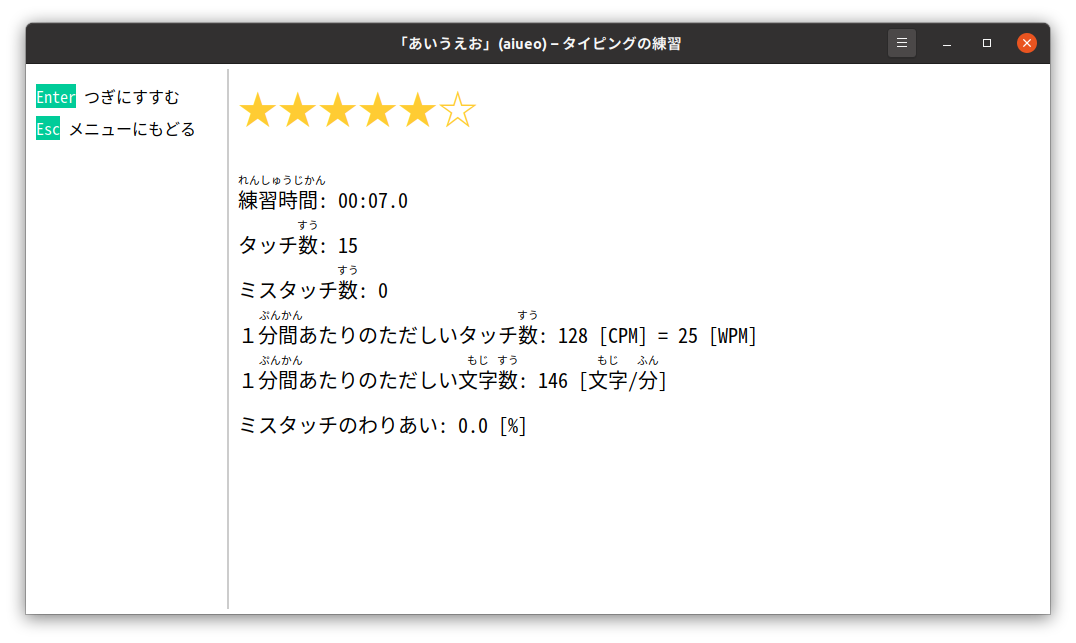 「あいうえお」(aiueo) – タイピングの練習
Enter つぎにすすむ
Esc メニューにもどる
★★★★★☆
れんしゅうじかん
練習時間: 00:07.0
すう
タッチ数: 15
すう
ミスタッチ数: 0
ぷんかん すう
１分間あたりのただしいタッチ数: 128 [CPM] = 25 [WPM]
ぷんかん もじ すう もじ ふん
１分間あたりのただしい文字数: 146 [文字/分]
ミスタッチのわりあい: 0.0 [%]